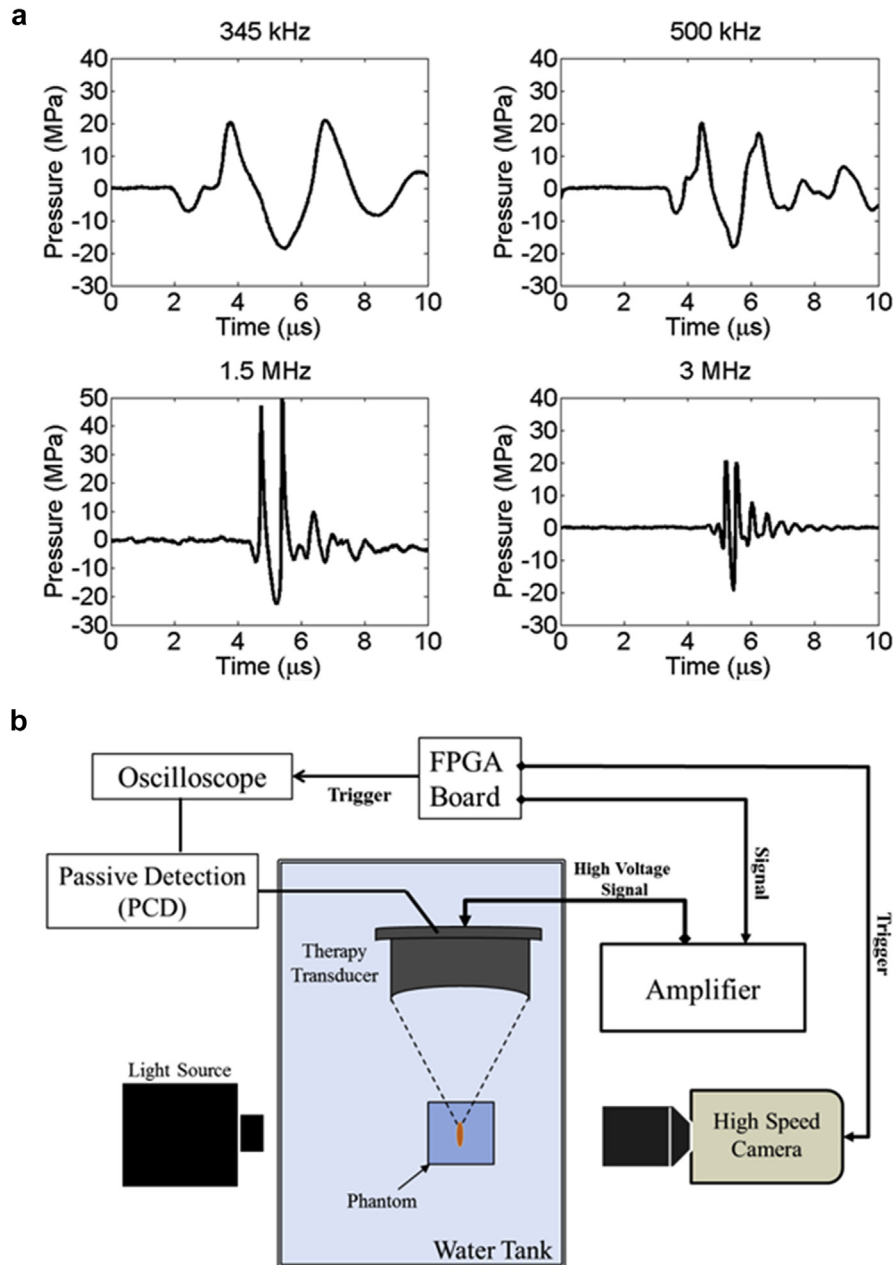 a
345 kHz
500 kHz
Pressure (MPa)
40
30
20
10
0
-10
-20
-30
0 2 4 6 8 10
Time (μs)
Pressure (MPa)
40
30
20
10
0
-10
-20
-30
0 2 4 6 8 10
Time (μs)
1.5 MHz
3 MHz
Pressure (MPa)
50
40
30
20
10
0
-10
-20
-30
0 2 4 6 8 10
Time (μs)
Pressure (MPa)
40
30
20
10
0
-10
-20
-30
0 2 4 6 8 10
Time (μs)
b
Oscilloscope
Trigger
FPGA
Board
Passive Detection
(PCD)
High Voltage
Signal
Signal
Trigger
Therapy
Transducer
Amplifier
Light Source
High Speed
Camera
Phantom
Water Tank